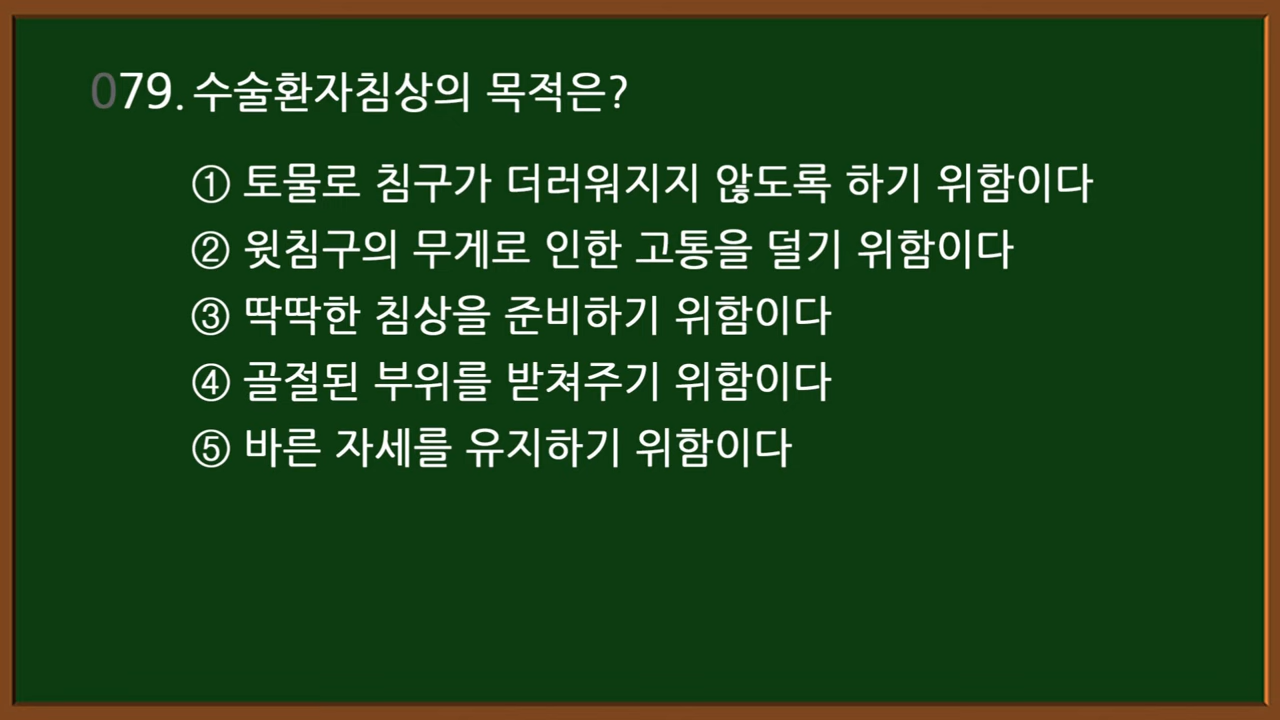 079. 수술환자침상의 목적은?
① 토물로 침구가 더러워지지 않도록 하기 위함이다
② 윗침구의 무게로 인한 고통을 덜기 위함이다
③ 딱딱한 침상을 준비하기 위함이다
④ 골절된 부위를 받쳐주기 위함이다
⑤ 바른 자세를 유지하기 위함이다